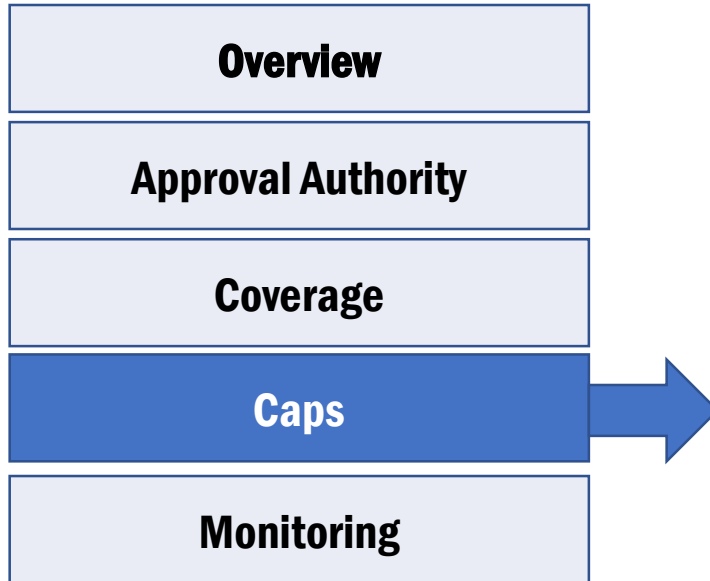 Overview
Approval Authority
Coverage
Caps
Monitoring